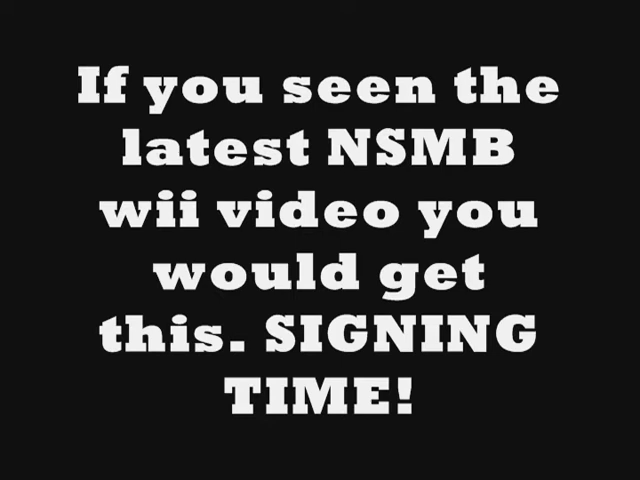 If you seen the
latest NSMB
wii video you
would get
this. SIGNING
TIME!